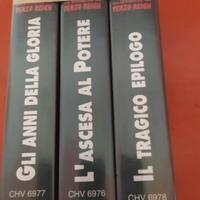 TERZO REICH
GLI ANNI DELLA GLORIA
CHV 6977
TERZO REICH
L'ASCESA AL POTERE
CHV 6976
TERZO REICH
IL TRAGICO EPILOGO
CHV 6978